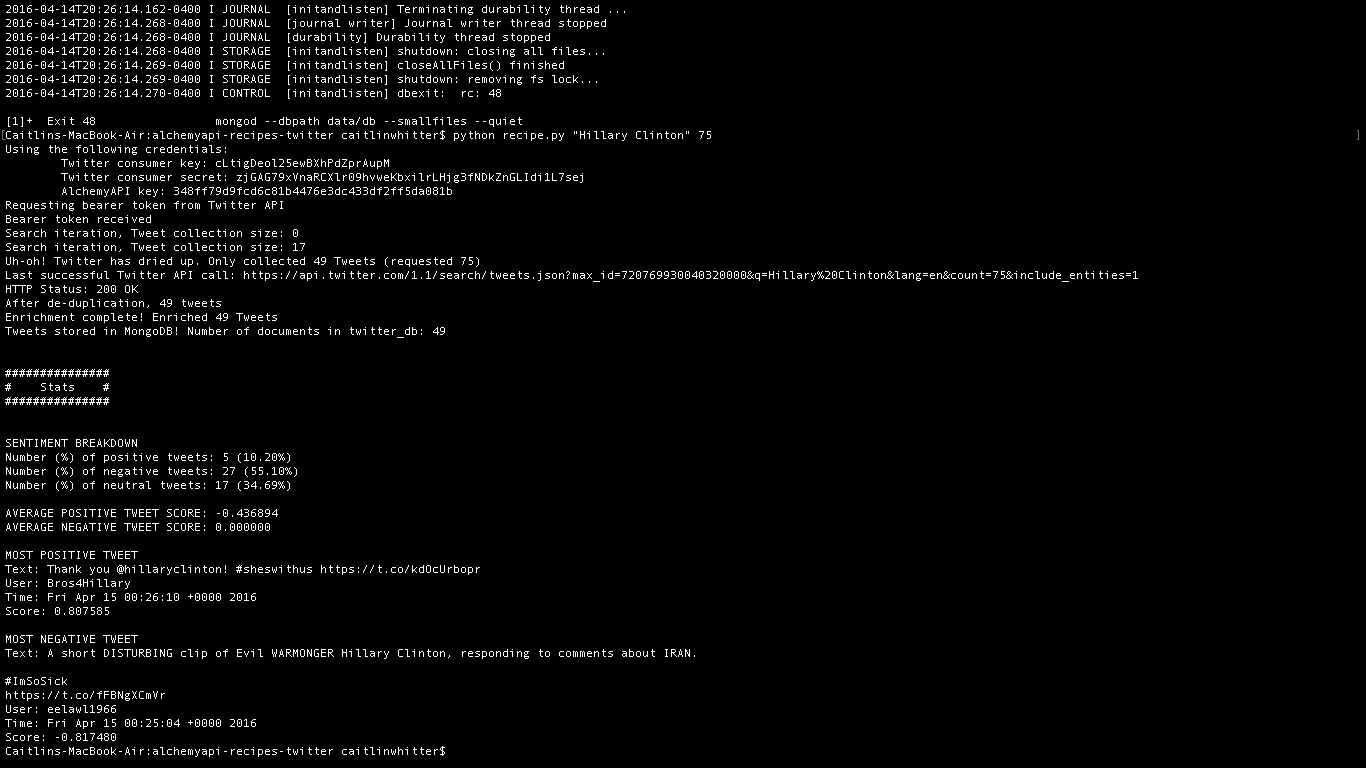 2016-04-14T20:26:14.162-0400 I JOURNAL  [initandlisten] Terminating durability thread ...
2016-04-14T20:26:14.268-0400 I JOURNAL  [journal writer] Journal writer thread stopped
2016-04-14T20:26:14.268-0400 I JOURNAL  [durability] Durability thread stopped
2016-04-14T20:26:14.268-0400 I STORAGE  [initandlisten] shutdown: closing all files...
2016-04-14T20:26:14.269-0400 I STORAGE  [initandlisten] closeAllFiles() finished
2016-04-14T20:26:14.269-0400 I STORAGE  [initandlisten] shutdown: removing fs lock...
2016-04-14T20:26:14.270-0400 I CONTROL  [initandlisten] dbexit:  rc: 48
[1]+  Exit 48                 mongod --dbpath data/db --smallfiles --quiet
[Caitlins-MacBook-Air:alchemyapi-recipes-twitter caitlinwhitter$ python recipe.py "Hillary Clinton" 75 ]
Using the following credentials:
Twitter consumer key: cLtigDeol25ewBXhPdZprAupM
Twitter consumer secret: zjGAG79xVnaRCXlr09hvweKbxilrLHjg3fNDkZnGLIdi1L7sej
AlchemyAPI key: 348ff79d9fcd6c81b4476e3dc433df2ff5da081b
Requesting bearer token from Twitter API
Bearer token received
Search iteration, Tweet collection size: 0
Search iteration, Tweet collection size: 17
Uh-oh! Twitter has dried up. Only collected 49 Tweets (requested 75)
Last successful Twitter API call: https://api.twitter.com/1.1/search/tweets.json?max_id=720769930040320000&q=Hillary%20Clinton&lang=en&count=75&include_entities=1
HTTP Status: 200 OK
After de-duplication, 49 tweets
Enrichment complete! Enriched 49 Tweets
Tweets stored in MongoDB! Number of documents in twitter_db: 49
###############
#    Stats    #
###############
SENTIMENT BREAKDOWN
Number (%) of positive tweets: 5 (10.20%)
Number (%) of negative tweets: 27 (55.10%)
Number (%) of neutral tweets: 17 (34.69%)
AVERAGE POSITIVE TWEET SCORE: -0.436894
AVERAGE NEGATIVE TWEET SCORE: 0.000000
MOST POSITIVE TWEET
Text: Thank you @hillaryclinton! #sheswithus https://t.co/kdOcUrbopr
User: Bros4Hillary
Time: Fri Apr 15 00:26:10 +0000 2016
Score: 0.807585
MOST NEGATIVE TWEET
Text: A short DISTURBING clip of Evil WARMONGER Hillary Clinton, responding to comments about IRAN.
#ImSoSick
https://t.co/fFBNgXCmVr
User: eelawl1966
Time: Fri Apr 15 00:25:04 +0000 2016
Score: -0.817480
Caitlins-MacBook-Air:alchemyapi-recipes-twitter caitlinwhitter$